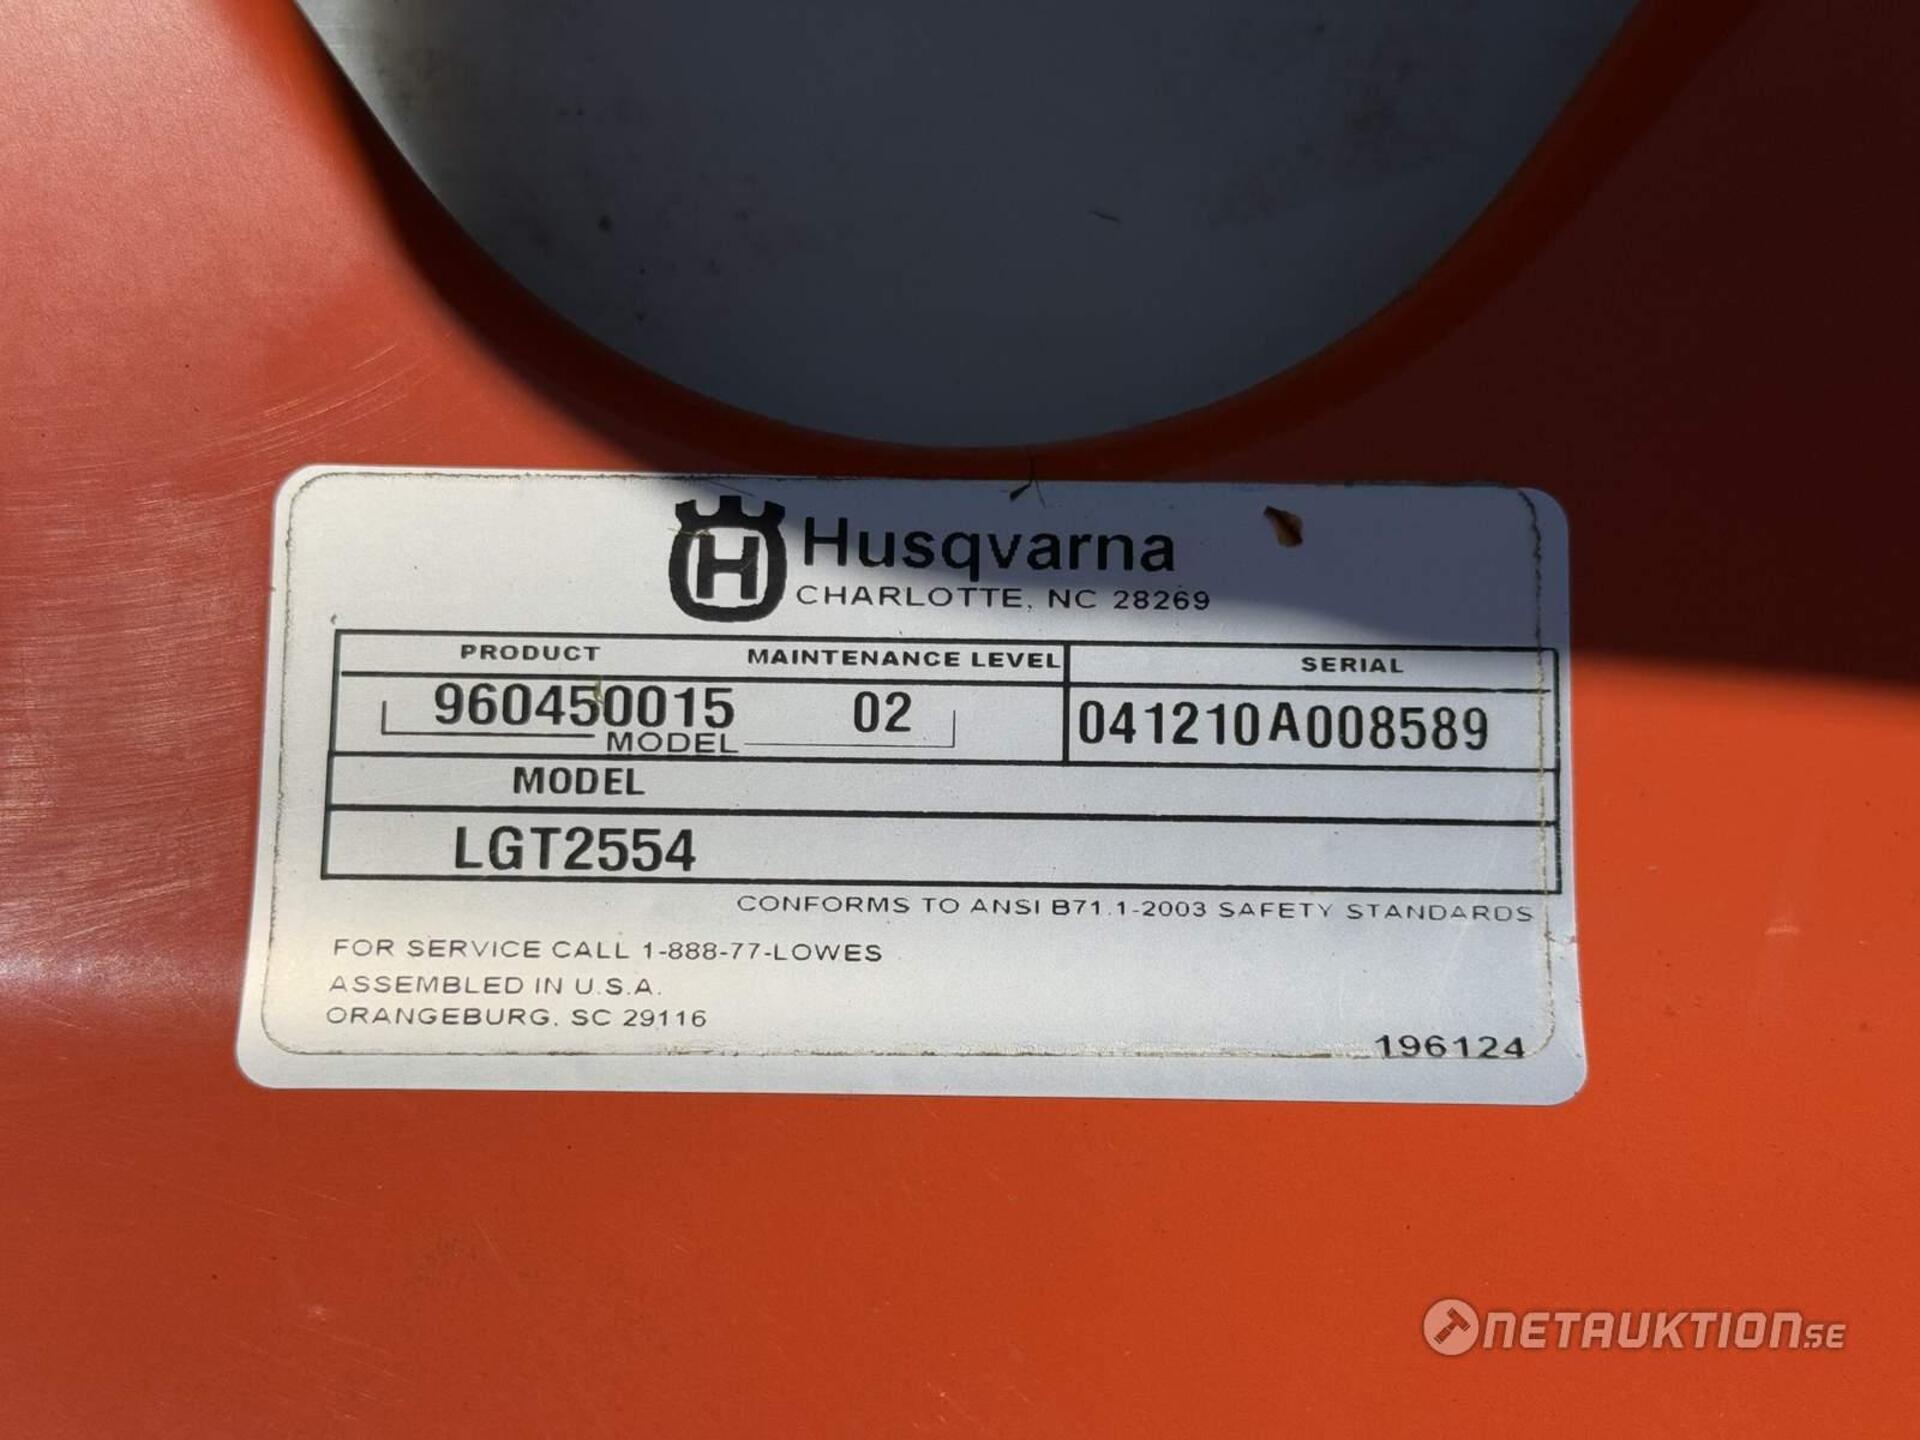 H Husqvarna
CHARLOTTE, NC 28269
PRODUCT MAINTENANCE LEVEL SERIAL
960450015 02 041210A008589
MODEL
MODEL
LGT2554
CONFORMS TO ANSI B71.1-2003 SAFETY STANDARDS
FOR SERVICE CALL 1-888-77-LOWES
ASSEMBLED IN U.S.A.
ORANGEBURG, SC 29116
196124
NETAUKTION.SE